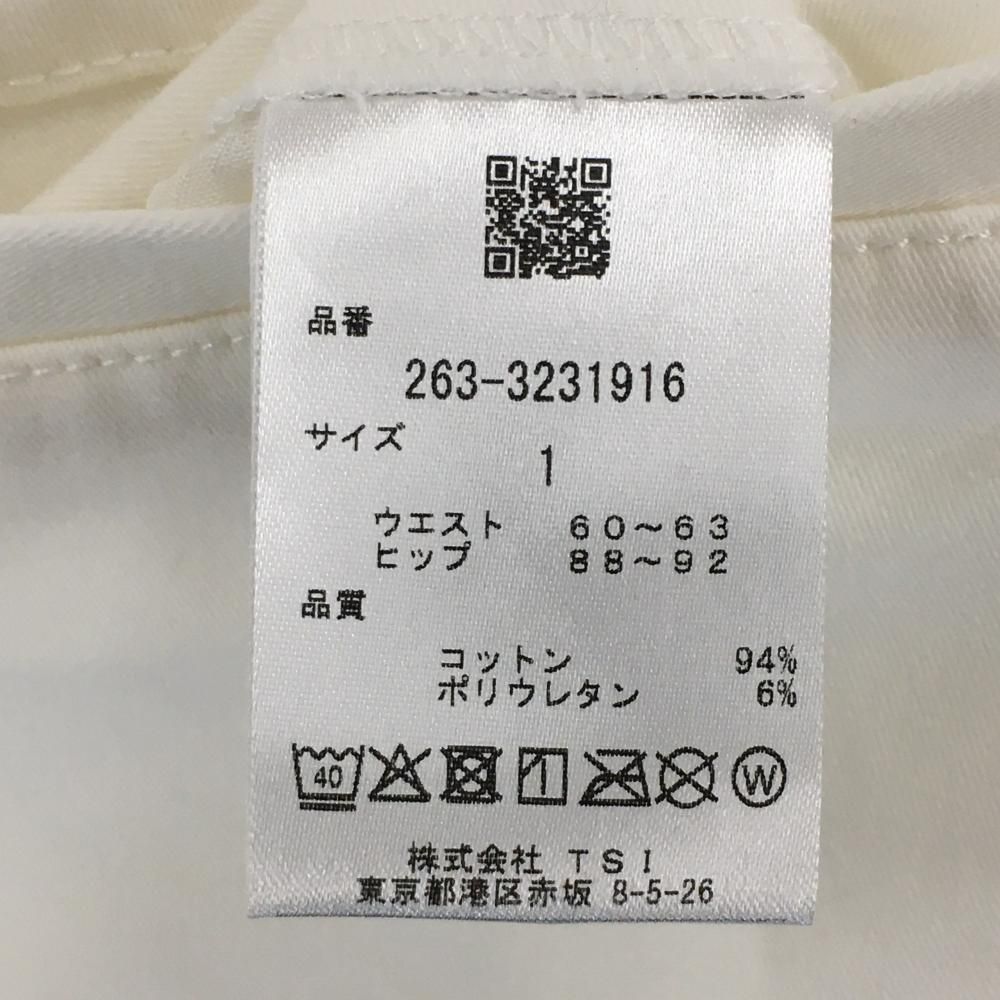 品番
263-3231916
サイズ
1
ウエスト 60～63
ヒップ 88～92
品質
コットン 94%
ポリウレタン 6%
40 W
株式会社 TSI
東京都港区赤坂 8-5-26